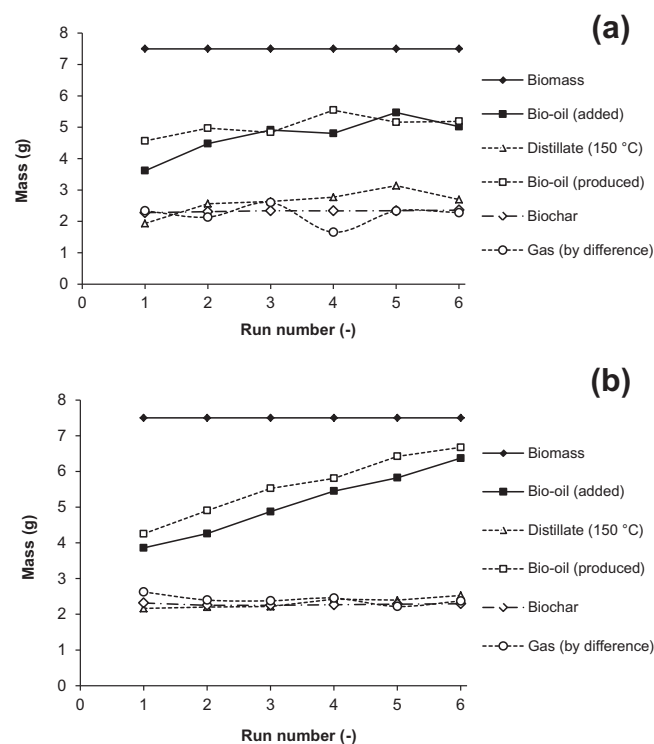 (a)
8
7
6
5
4
3
2
1
0
Mass (g)
0 1 2 3 4 5 6
Run number (-)
Biomass
Bio-oil (added)
Distillate (150 °C)
Bio-oil (produced)
Biochar
Gas (by difference)
(b)
8
7
6
5
4
3
2
1
0
Mass (g)
0 1 2 3 4 5 6
Run number (-)
Biomass
Bio-oil (added)
Distillate (150 °C)
Bio-oil (produced)
Biochar
Gas (by difference)